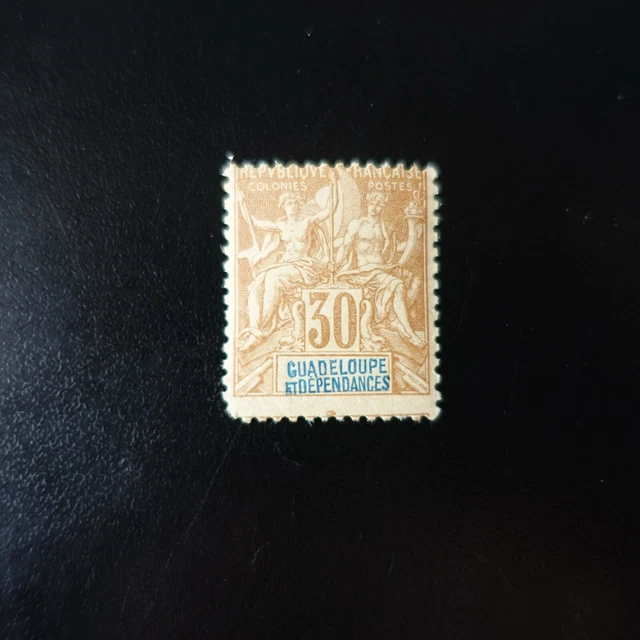 REPUBLIQUE FRANCAISE
COLONIES POSTES
30
GUADELOUPE
ET DÉPENDANCES